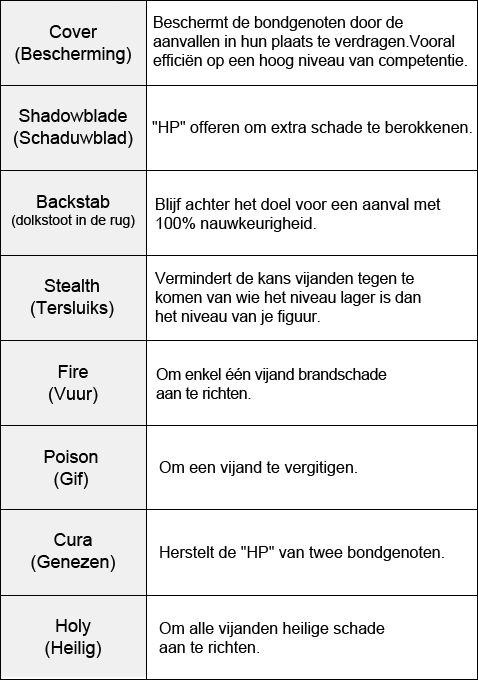 Cover
(Bescherming)
Beschermt de bondgenoten door de
aanvallen in hun plaats te verdragen.Vooral
efficiën op een hoog niveau van competentie.
Shadowblade
(Schaduwblad)
"HP" offeren om extra schade te berokkenen.
Backstab
(dolkstoot in de rug)
Blijf achter het doel voor een aanval met
100% nauwkeurigheid.
Stealth
(Tersluiks)
Vermindert de kans vijanden tegen te
komen van wie het niveau lager is dan
het niveau van je figuur.
Fire
(Vuur)
Om enkel één vijand brandschade
aan te richten.
Poison
(Gif)
Om een vijand te vergitigen.
Cura
(Genezen)
Herstelt de "HP" van twee bondgenoten.
Holy
(Heilig)
Om alle vijanden heilige schade
aan te richten.